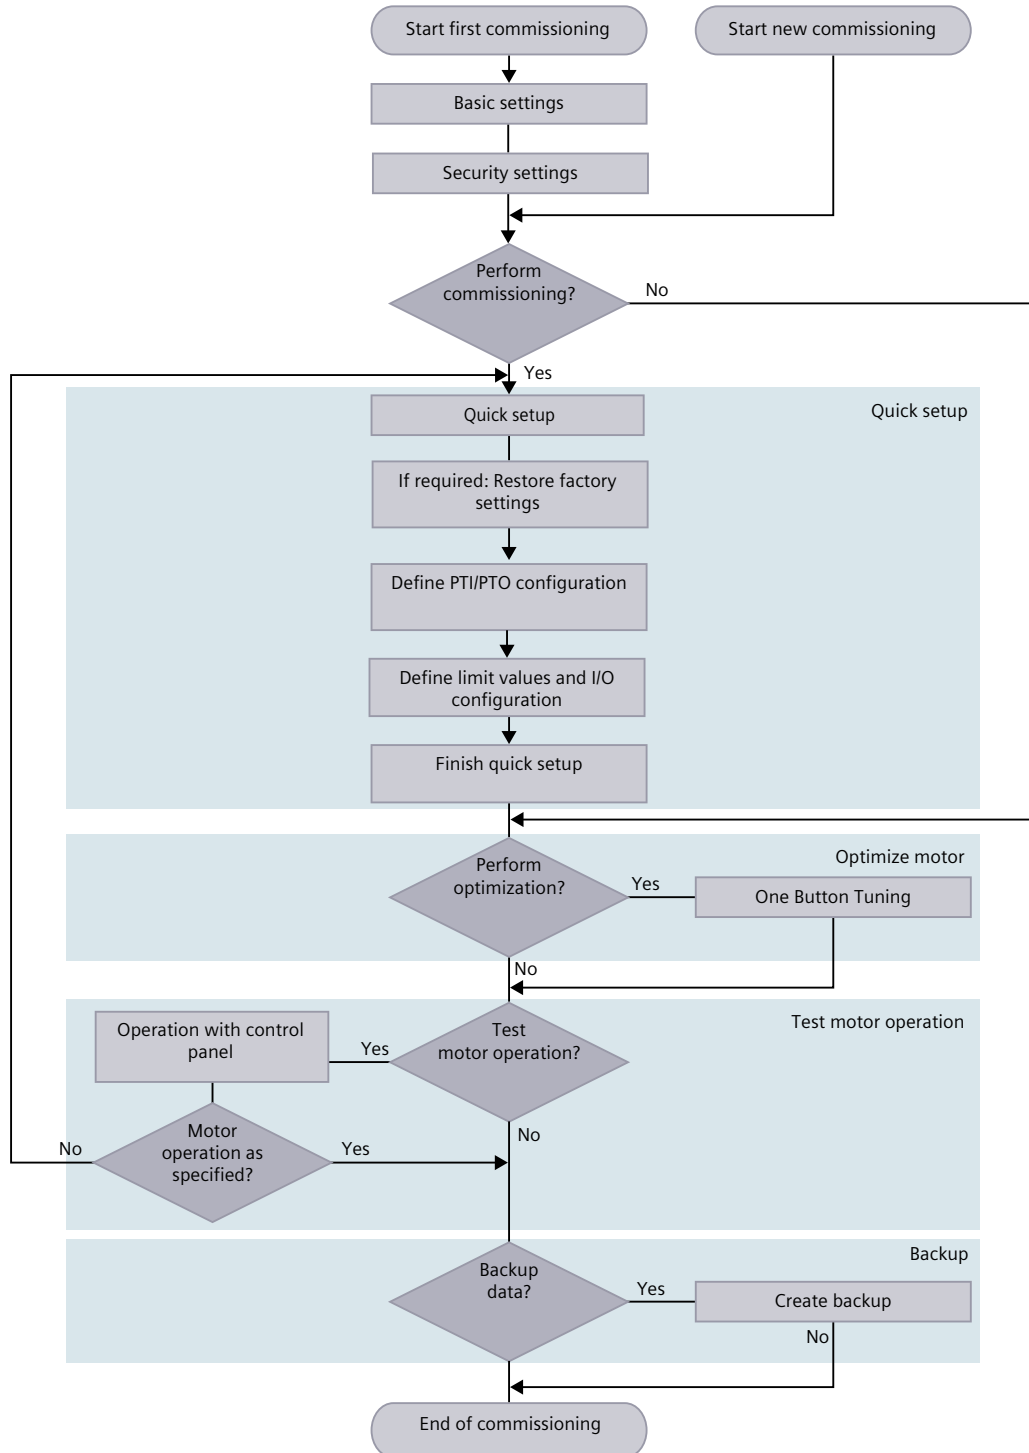 Start first commissioning
Start new commissioning
Basic settings
Security settings
Perform
commissioning?
No
Yes
Quick setup
Quick setup
If required: Restore factory
settings
Define PTI/PTO configuration
Define limit values and I/O
configuration
Finish quick setup
Optimize motor
Perform
optimization?
Yes
One Button Tuning
No
Test motor operation
Operation with control
panel
Yes
Test
motor operation?
No
Motor
operation as
specified?
Yes
No
Backup
Backup
data?
Yes
Create backup
No
End of commissioning